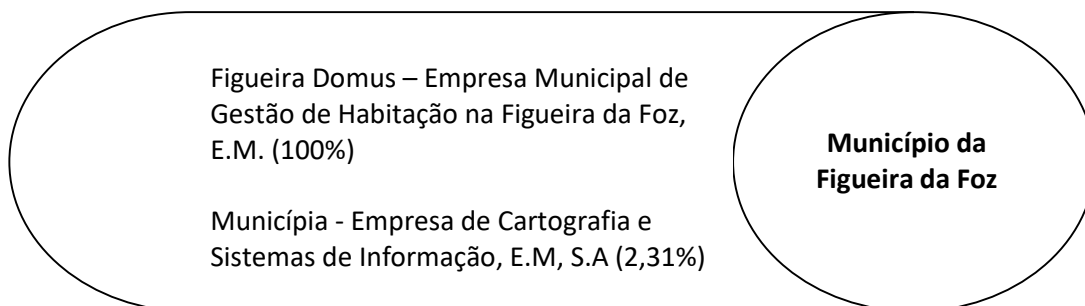 Figueira Domus – Empresa Municipal de
Gestão de Habitação na Figueira da Foz,
E.M. (100%)
Municípia - Empresa de Cartografia e
Sistemas de Informação, E.M, S.A (2,31%)
Município da
Figueira da Foz